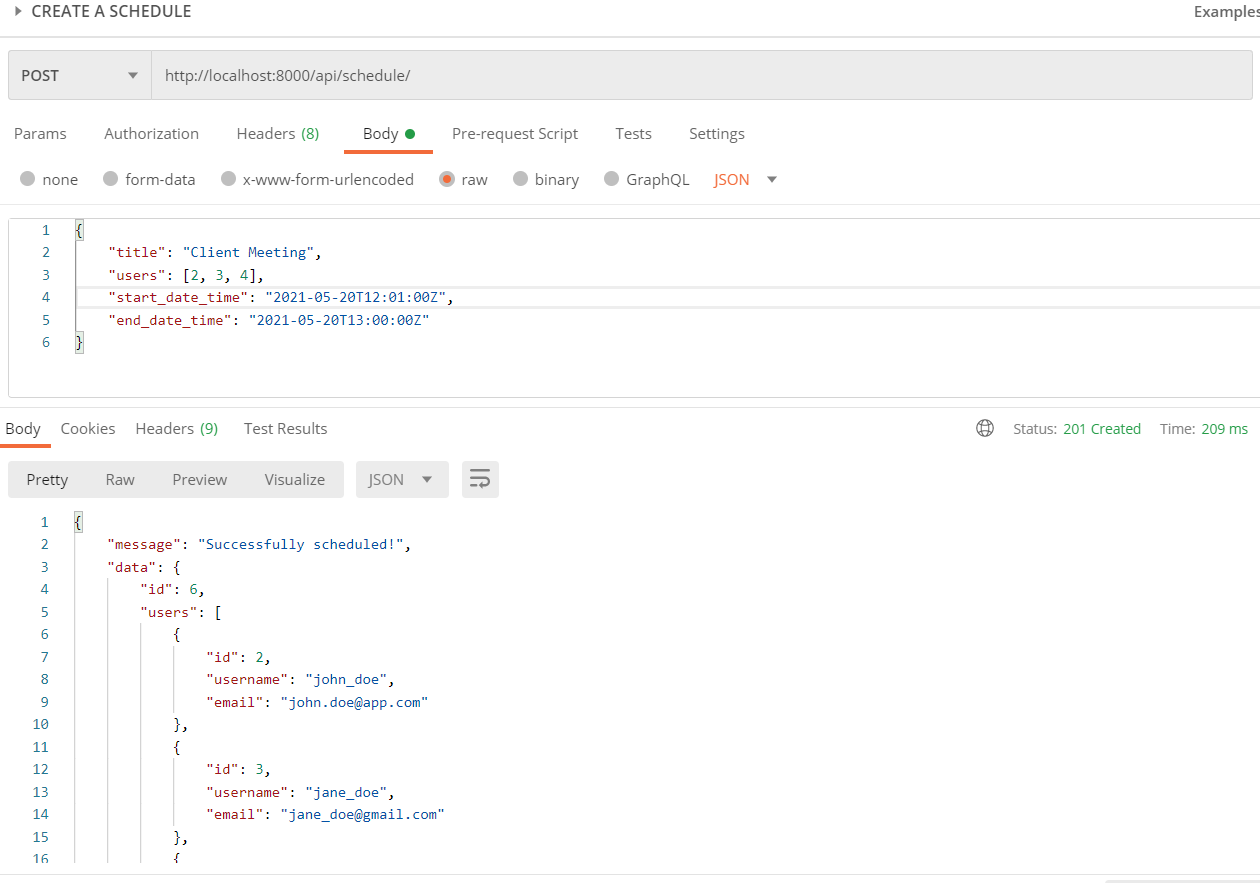 CREATE A SCHEDULE Examples
POST http://localhost:8000/api/schedule/
Params Authorization Headers (8) Body Pre-request Script Tests Settings
none form-data x-www-form-urlencoded raw binary GraphQL JSON
1 {
2 "title": "Client Meeting",
3 "users": [2, 3, 4],
4 "start_date_time": "2021-05-20T12:01:00Z",
5 "end_date_time": "2021-05-20T13:00:00Z"
6 }
Body Cookies Headers (9) Test Results Status: 201 Created Time: 209 ms
Pretty Raw Preview Visualize JSON
1 {
2 "message": "Successfully scheduled!",
3 "data": {
4 "id": 6,
5 "users": [
6 {
7 "id": 2,
8 "username": "john_doe",
9 "email": "john.doe@app.com"
10 },
11 {
12 "id": 3,
13 "username": "jane_doe",
14 "email": "jane_doe@gmail.com"
15 },
16 {